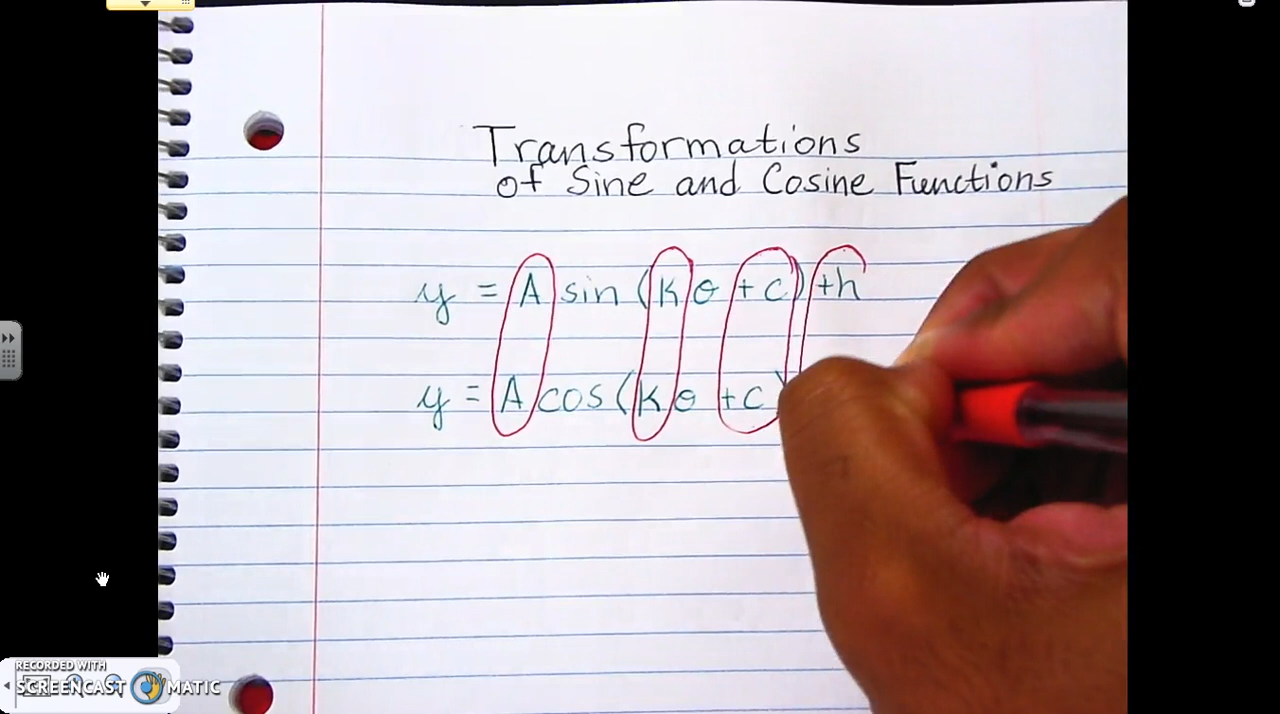 Transformations
of Sine and Cosine Functions
y = A sin (kθ + c) + h
y = A cos (kθ + c)
RECORDED WITH
SCREENCAST MATIC